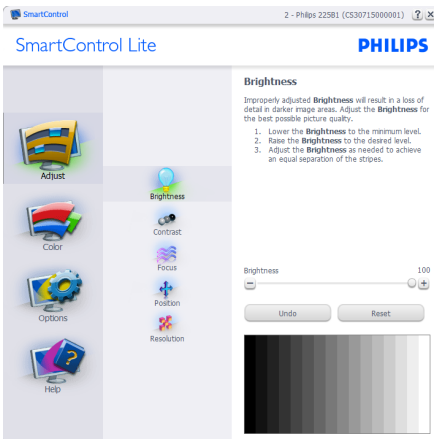 SmartControl
2 - Philips 225B1 (CS30715000001)
SmartControl Lite
PHILIPS
Adjust
Color
Options
Help
Brightness
Contrast
Focus
Position
Resolution
Brightness
Improperly adjusted Brightness will result in a loss of
detail in darker image areas. Adjust the Brightness for
the best possible picture quality.
1. Lower the Brightness to the minimum level.
2. Rase the Brightness to the desired level.
3. Adjust the Brightness as needed to achieve
an equal separation of the stripes.
Brightness 100
Undo Reset